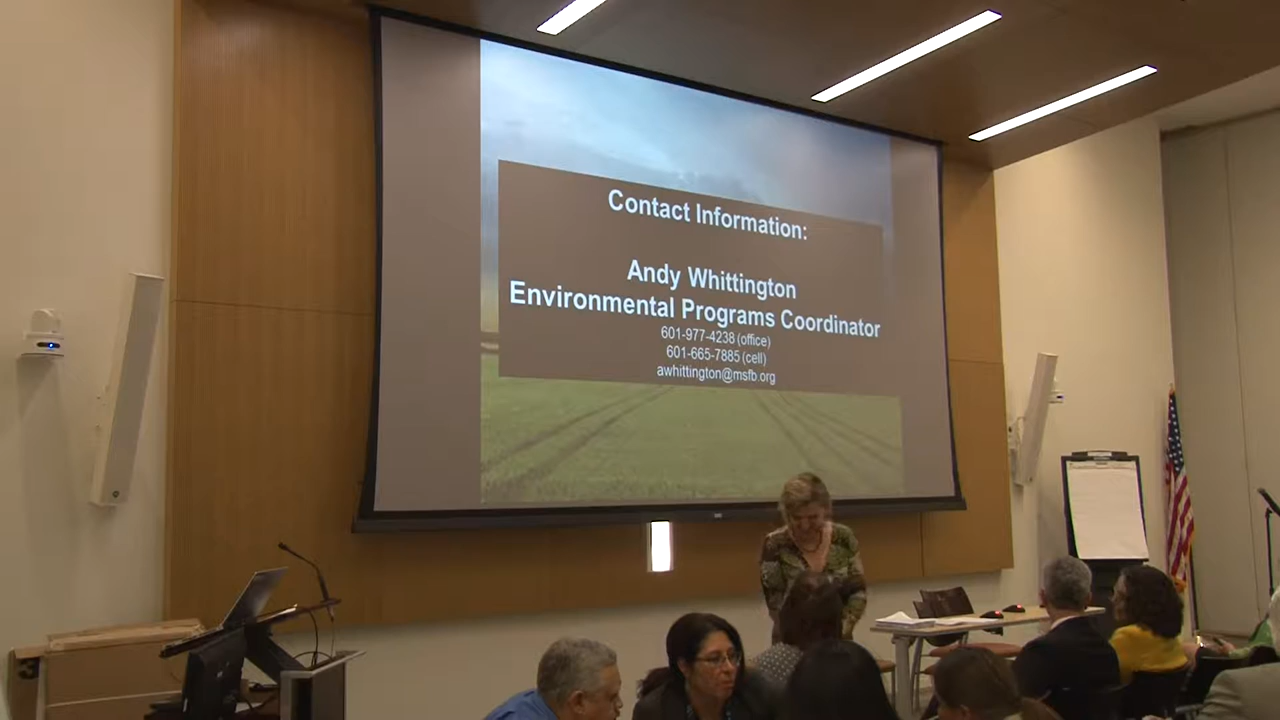 Contact Information:
Andy Whittington
Environmental Programs Coordinator
601-977-4238 (office)
601-665-7885 (cell)
awhittington@msfb.org